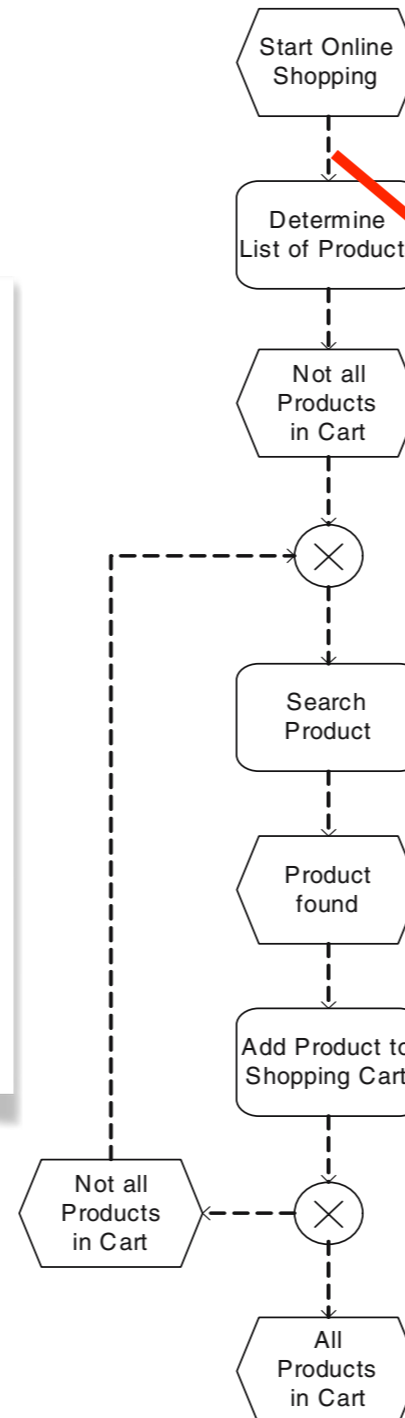 Start Online
Shopping
Determine
List of Product
Not all
Products
in Cart
Search
Product
Product
found
Add Product to
Shopping Cart
Not all
Products
in Cart
All
Products
in Cart